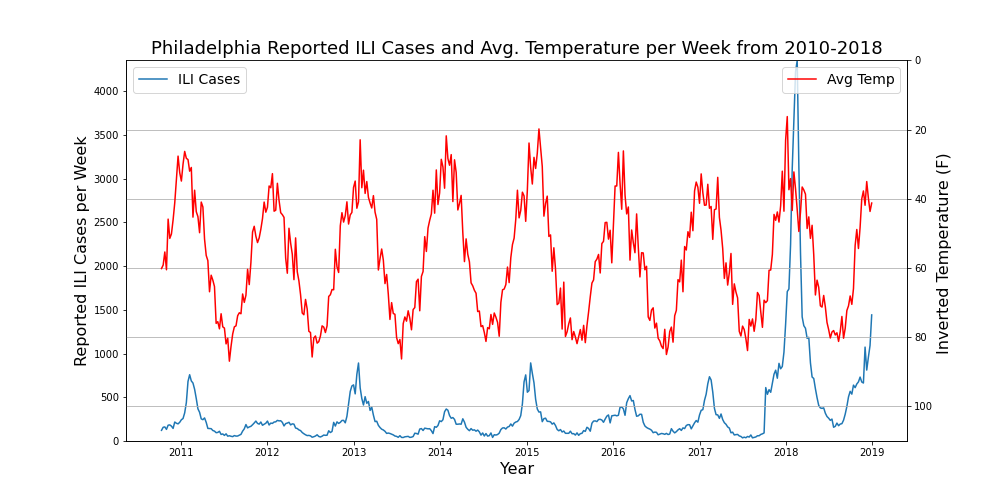 Philadelphia Reported ILI Cases and Avg. Temperature per Week from 2010-2018
ILI Cases
Avg Temp
Reported ILI Cases per Week
4000
3500
3000
2500
2000
1500
1000
500
0
0
20
40
60
80
100
Inverted Temperature (F)
2011 2012 2013 2014 2015 2016 2017 2018 2019
Year